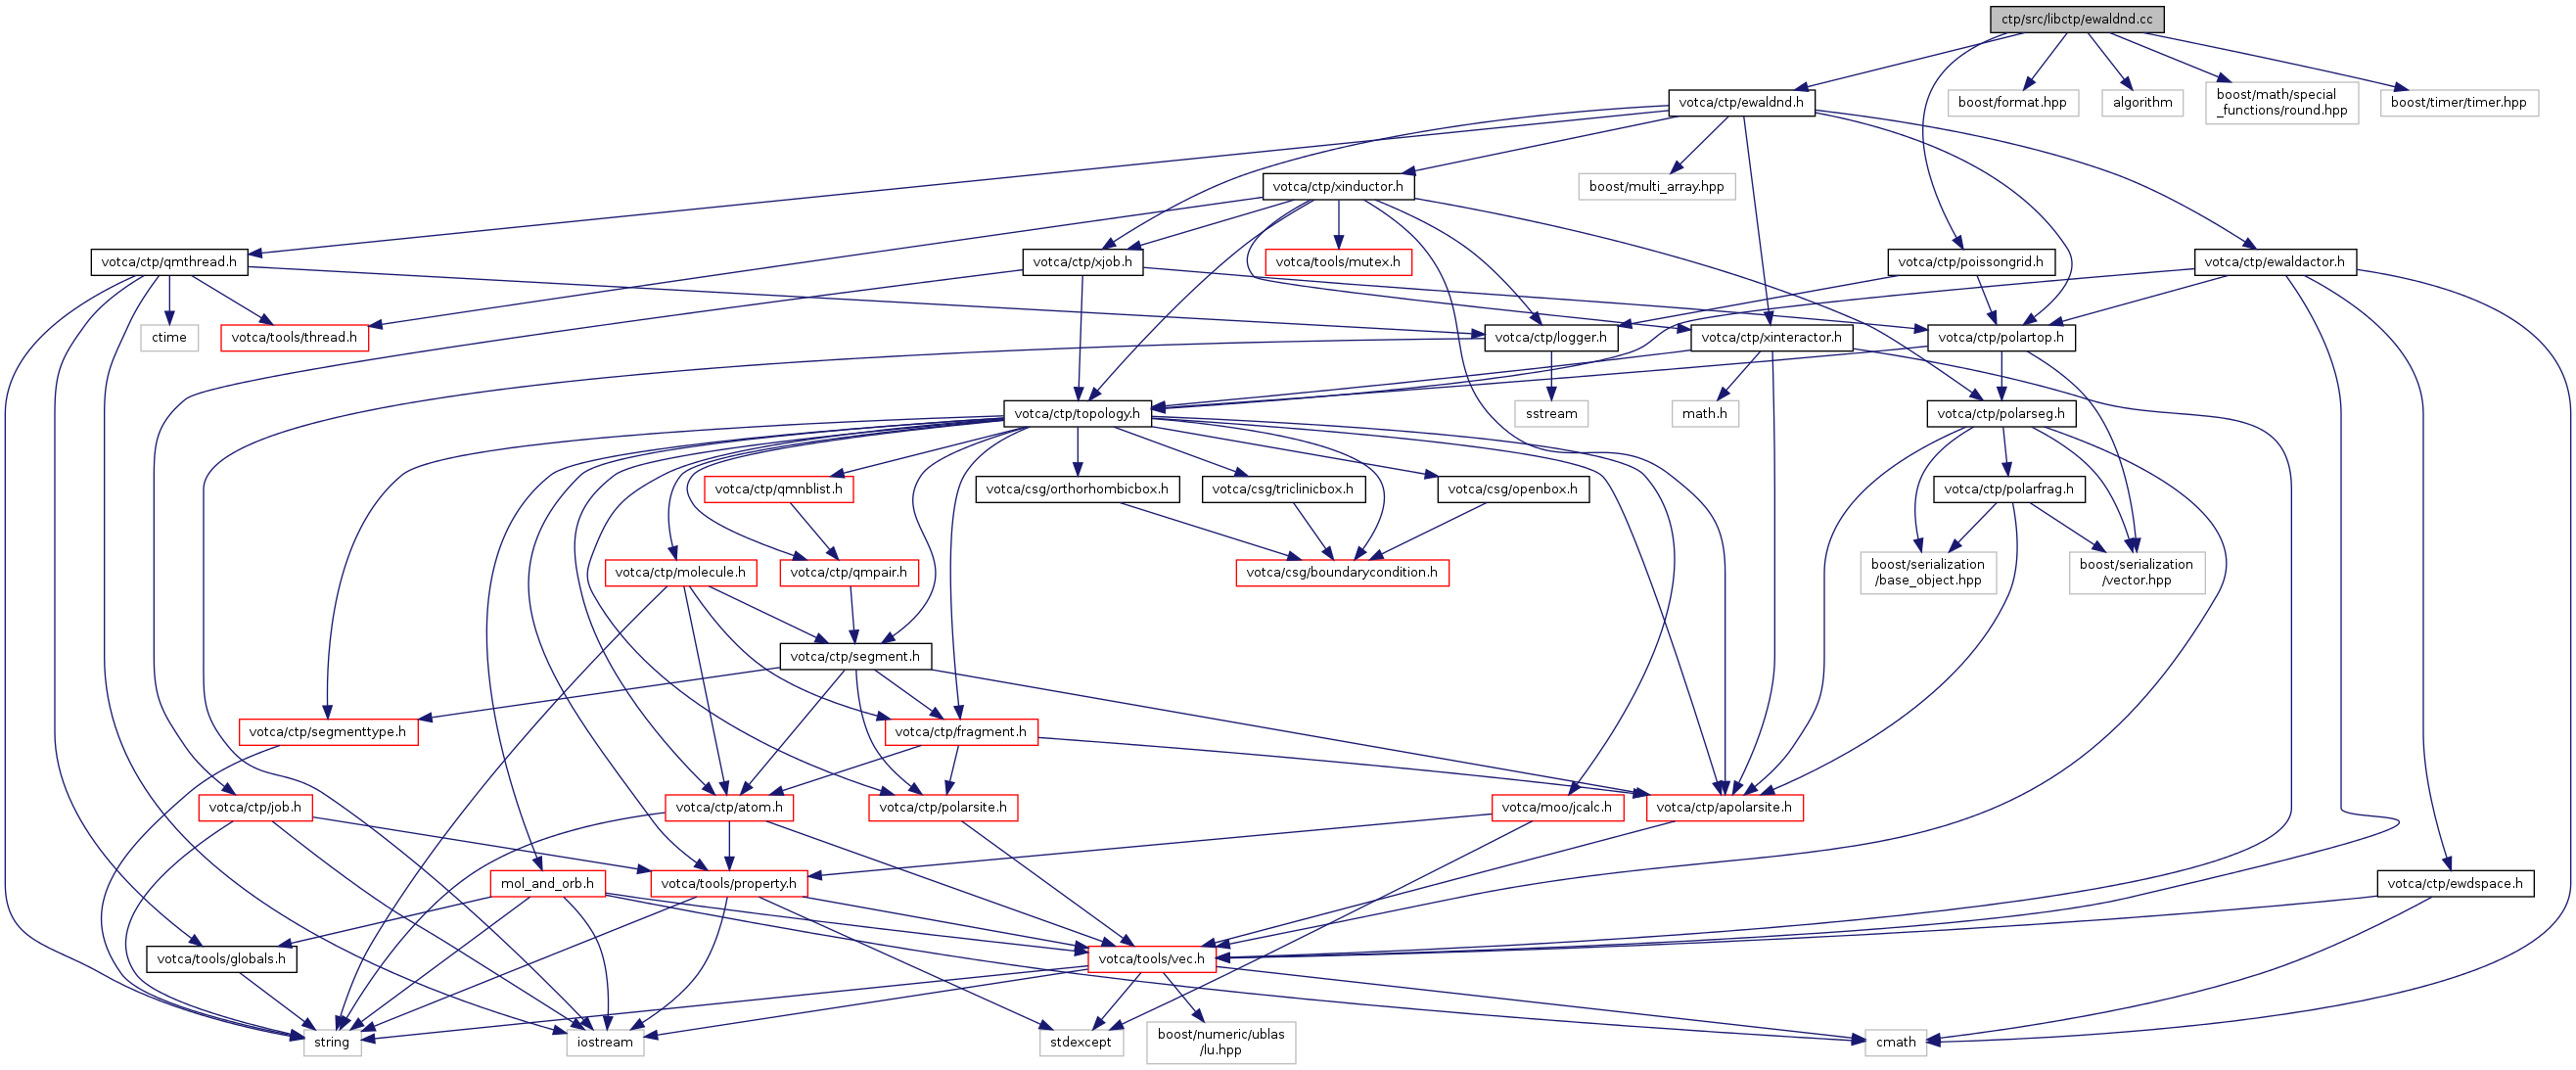 ctp/src/libctp/ewaldnd.cc
votca/ctp/ewaldnd.h
boost/format.hpp
algorithm
boost/math/special
_functions/round.hpp
boost/timer/timer.hpp
votca/ctp/xinductor.h
boost/multi_array.hpp
votca/ctp/qmthread.h
votca/ctp/xjob.h
votca/tools/mutex.h
votca/ctp/poissongrid.h
votca/ctp/ewaldactor.h
ctime
votca/tools/thread.h
votca/ctp/logger.h
votca/ctp/xinteractor.h
votca/ctp/polartop.h
votca/ctp/topology.h
sstream
math.h
votca/ctp/polarseg.h
votca/ctp/qmnblist.h
votca/csg/orthorhombicbox.h
votca/csg/triclinicbox.h
votca/csg/openbox.h
votca/ctp/polarfrag.h
votca/ctp/molecule.h
votca/ctp/qmpair.h
votca/csg/boundarycondition.h
boost/serialization
/base_object.hpp
boost/serialization
/vector.hpp
votca/ctp/segment.h
votca/ctp/segmenttype.h
votca/ctp/fragment.h
votca/ctp/job.h
votca/ctp/atom.h
votca/ctp/polarsite.h
votca/moo/jcalc.h
votca/ctp/apolarsite.h
mol_and_orb.h
votca/tools/property.h
votca/ctp/ewdspace.h
votca/tools/globals.h
votca/tools/vec.h
string
iostream
stdexcept
boost/numeric/ublas
/lu.hpp
cmath